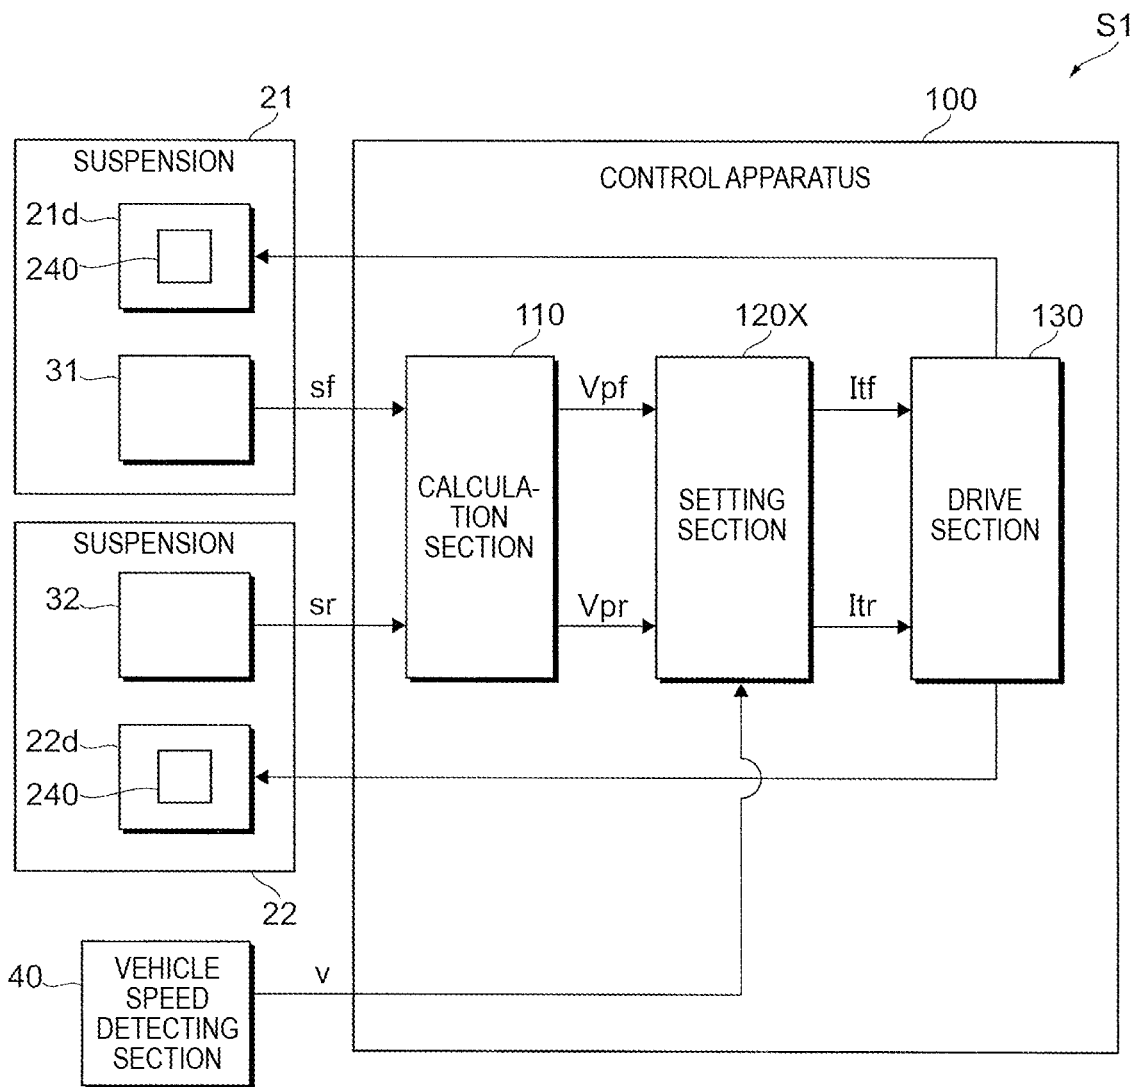 S1
21
100
SUSPENSION
CONTROL APPARATUS
21d
240
110
120X
130
31
sf
Vpf
Itf
CALCULA-
TION
SECTION
SETTING
SECTION
DRIVE
SECTION
SUSPENSION
32
sr
Vpr
Itr
22d
240
22
40
VEHICLE
SPEED
DETECTING
SECTION
v